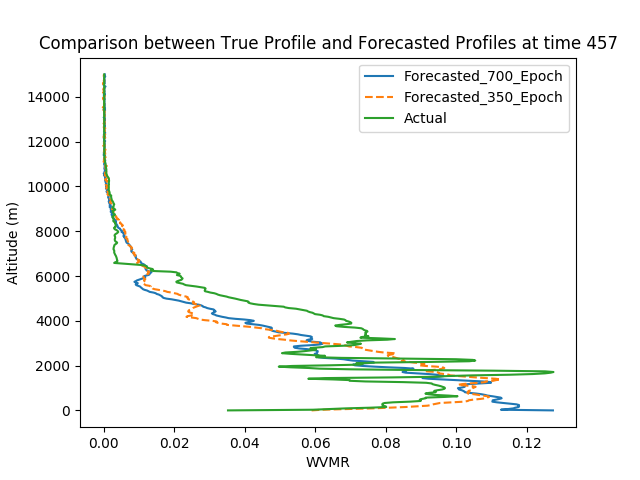 Comparison between True Profile and Forecasted Profiles at time 457
Forecasted_700_Epoch
Forecasted_350_Epoch
Actual
Altitude (m)
14000
12000
10000
8000
6000
4000
2000
0
0.00 0.02 0.04 0.06 0.08 0.10 0.12
WVMR